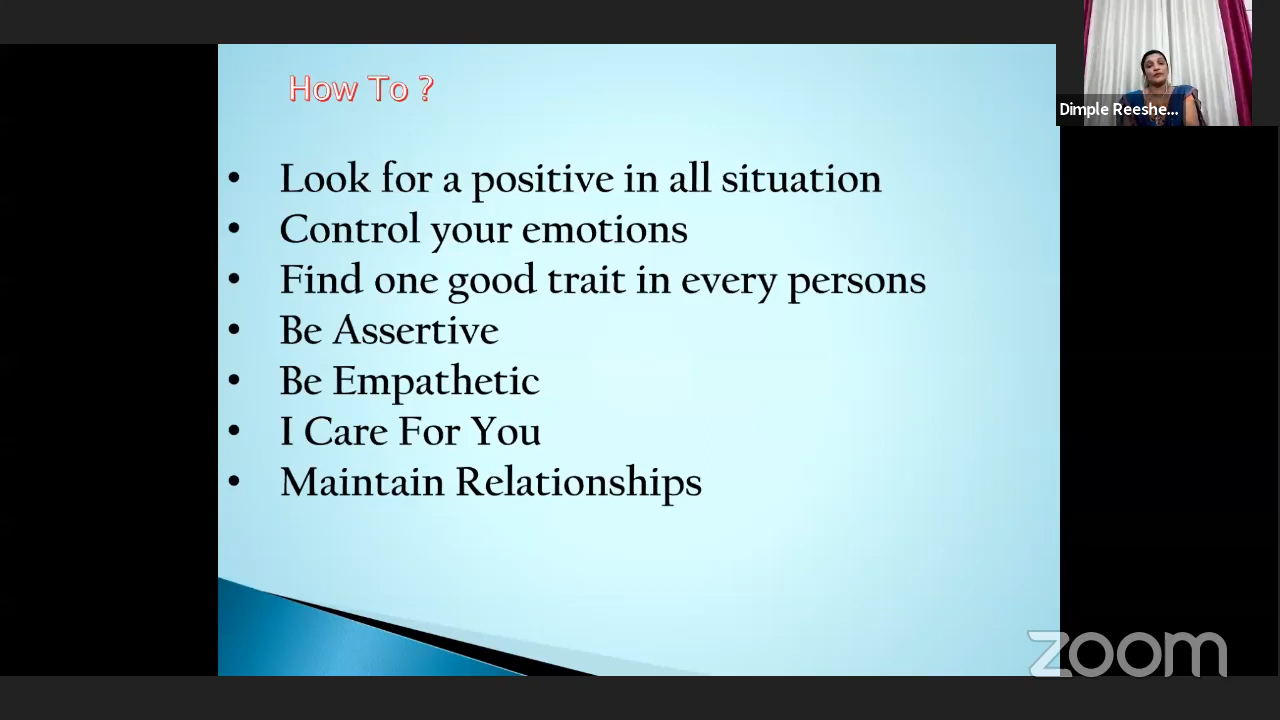 How To ?
• Look for a positive in all situation
• Control your emotions
• Find one good trait in every persons
• Be Assertive
• Be Empathetic
• I Care For You
• Maintain Relationships
Dimple Reeshe...
zoom